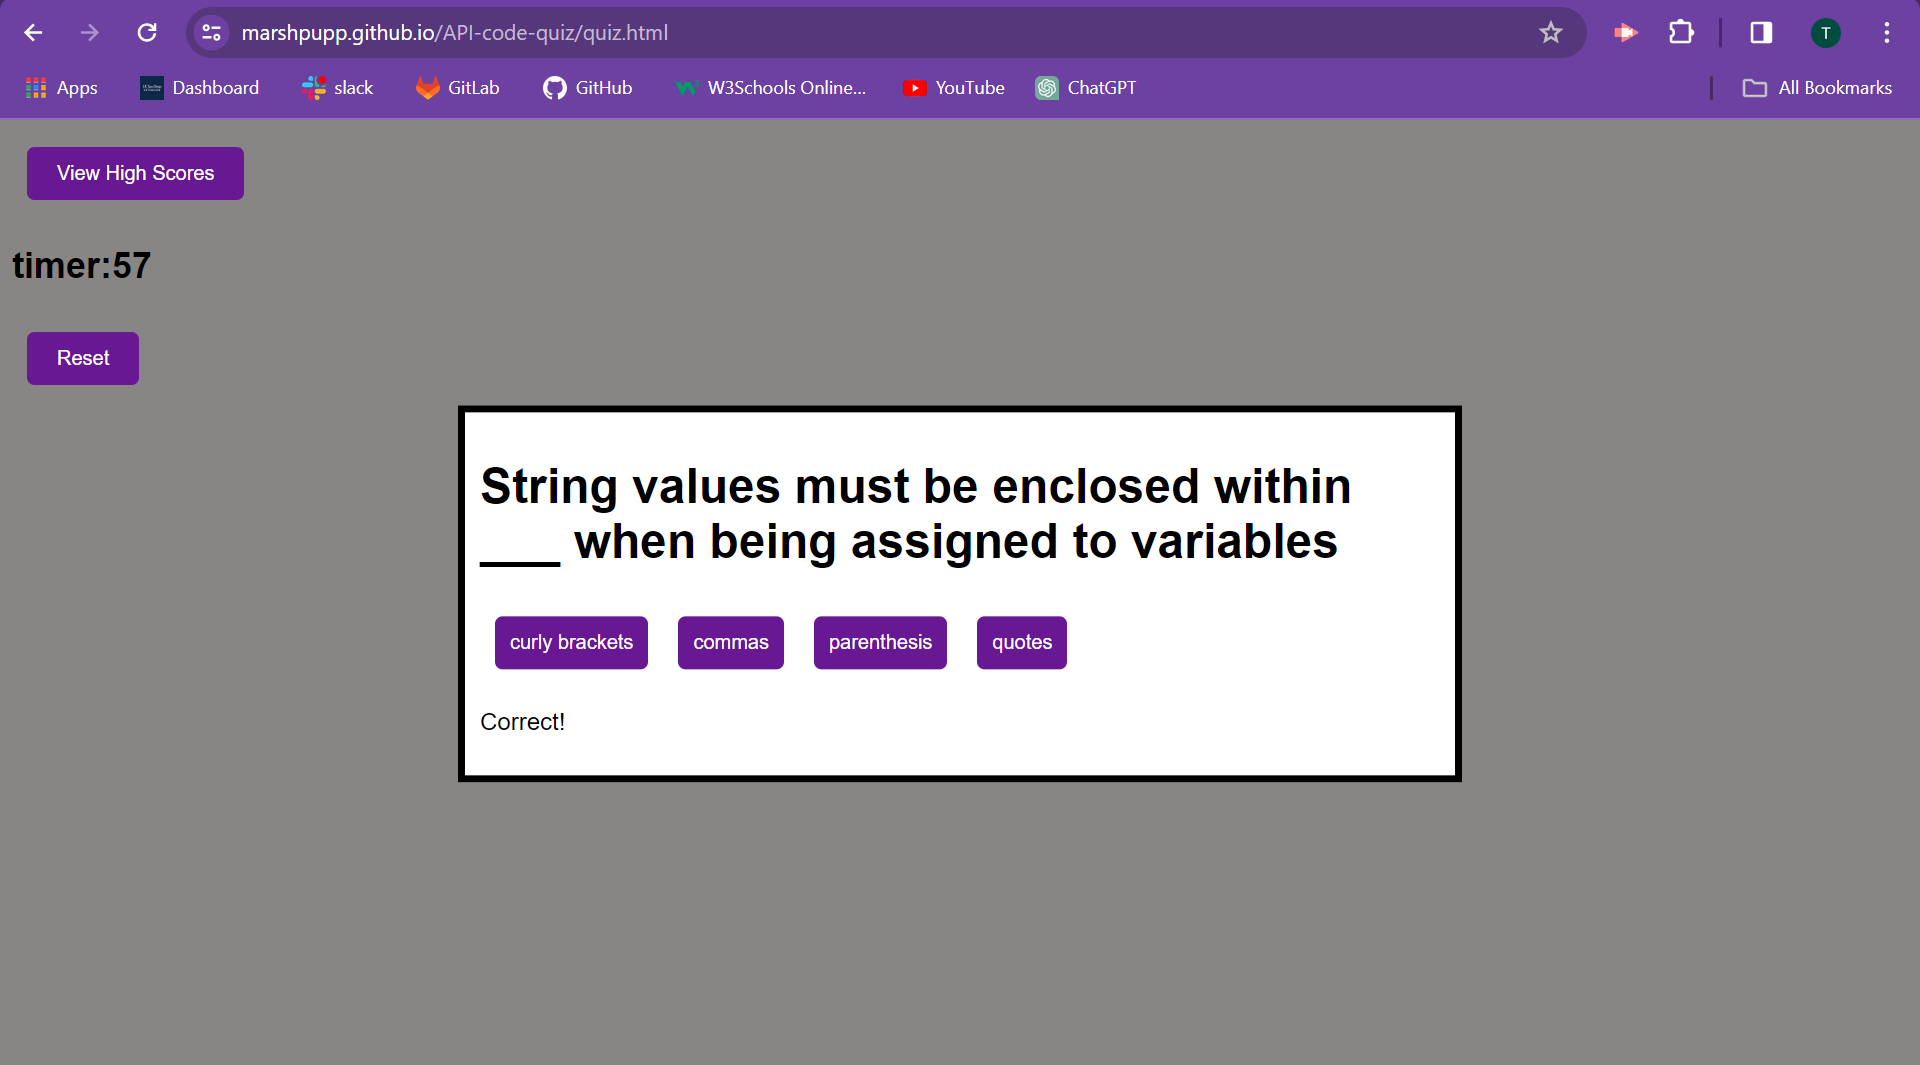 marshpupp.github.io/API-code-quiz/quiz.html
T
Apps Dashboard slack GitLab GitHub W3Schools Online... YouTube ChatGPT All Bookmarks
View High Scores
timer:57
Reset
String values must be enclosed within
___ when being assigned to variables
curly brackets commas parenthesis quotes
Correct!